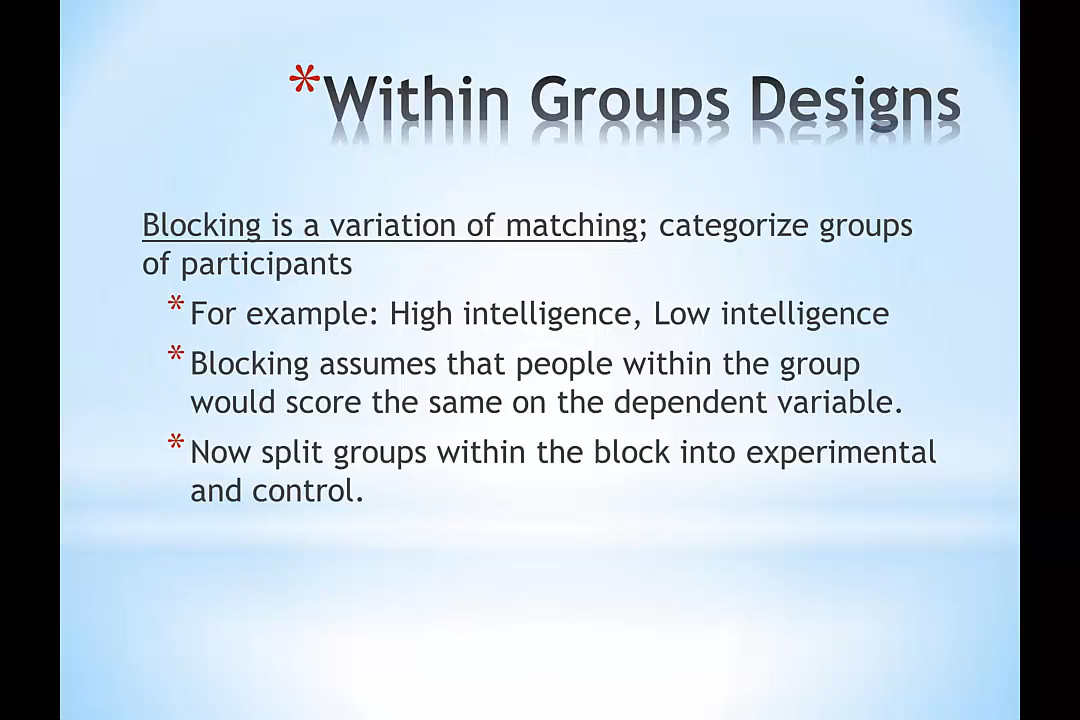 *Within Groups Designs
Blocking is a variation of matching; categorize groups
of participants
* For example: High intelligence, Low intelligence
* Blocking assumes that people within the group
would score the same on the dependent variable.
* Now split groups within the block into experimental
and control.